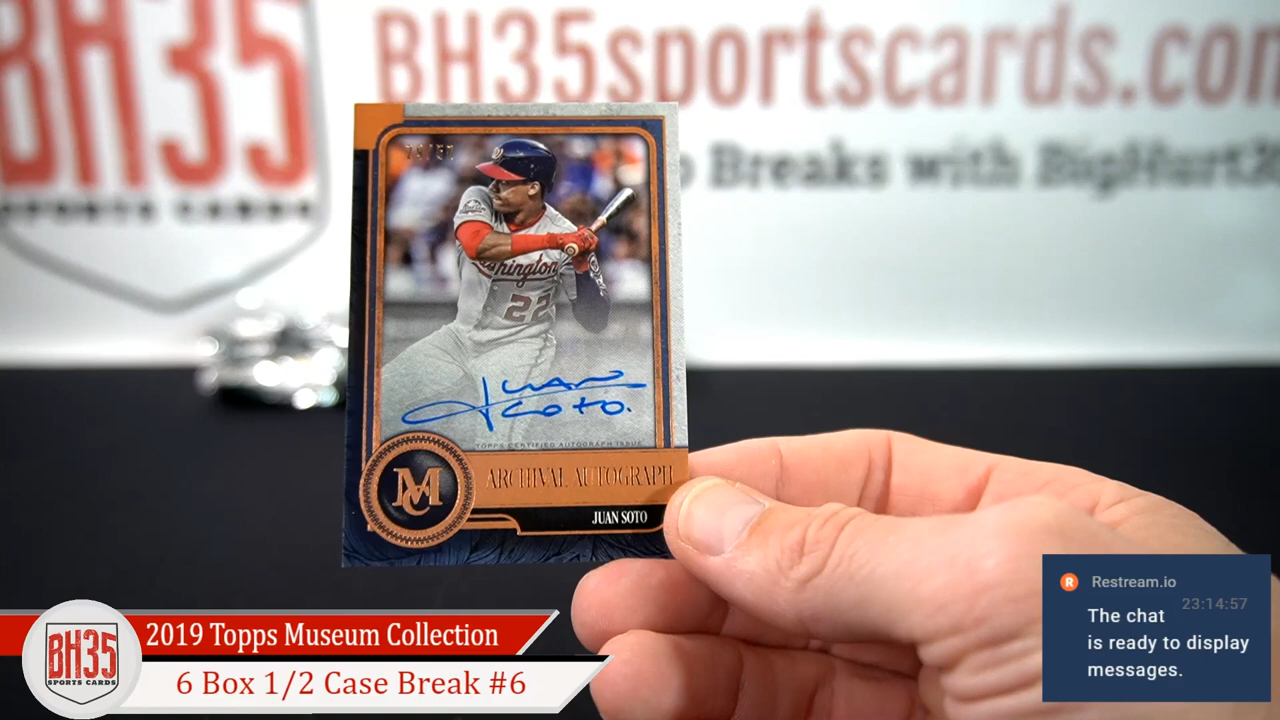 BH35
SPORTS CARDS
BH35sportscards.com
Breaks with
Washington
22
Juan
Soto.
TOPPS CERTIFIED AUTOGRAPH ISSUE
MC
ARCHIVAL AUTOGRAPH
JUAN SOTO
R Restream.io
23:14:57
The chat
is ready to display
messages.
BH35
SPORTS CARDS
2019 Topps Museum Collection
6 Box 1/2 Case Break #6